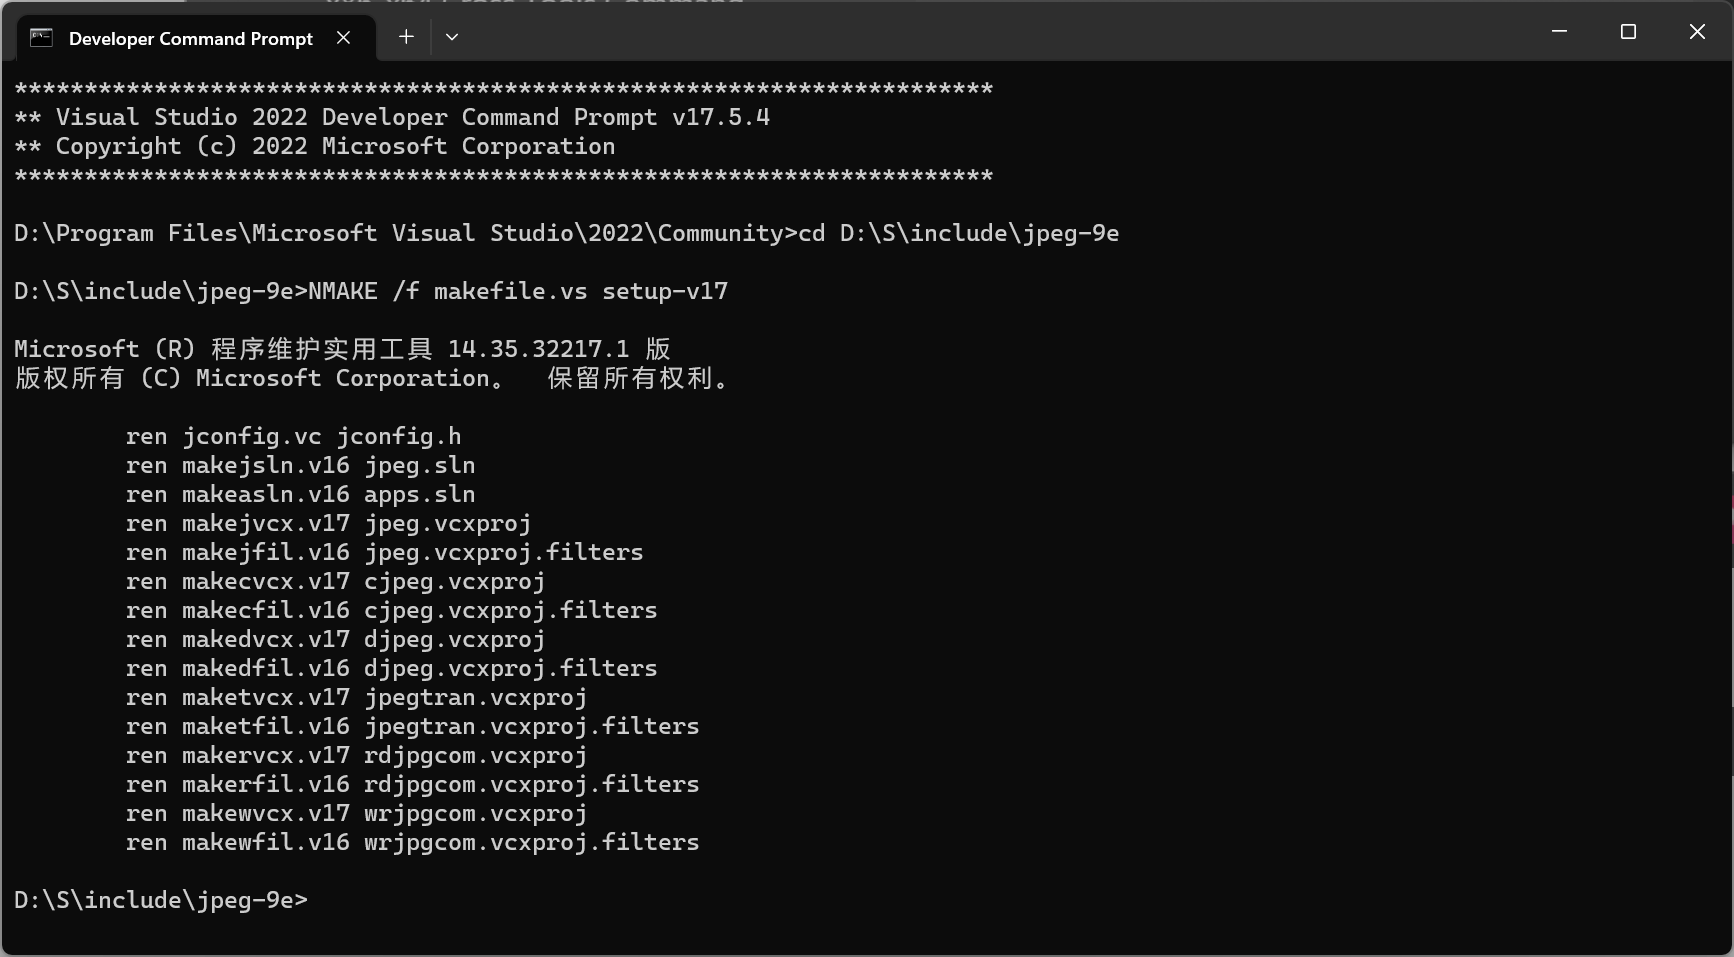 Developer Command Prompt
**********************************************************************
** Visual Studio 2022 Developer Command Prompt v17.5.4
** Copyright (c) 2022 Microsoft Corporation
**********************************************************************
D:\Program Files\Microsoft Visual Studio\2022\Community>cd D:\S\include\jpeg-9e
D:\S\include\jpeg-9e>NMAKE /f makefile.vs setup-v17
Microsoft (R) 程序维护实用工具 14.35.32217.1 版
版权所有 (C) Microsoft Corporation。  保留所有权利。
ren jconfig.vc jconfig.h
ren makejsln.v16 jpeg.sln
ren makeasln.v16 apps.sln
ren makejvcx.v17 jpeg.vcxproj
ren makejfil.v16 jpeg.vcxproj.filters
ren makecvcx.v17 cjpeg.vcxproj
ren makecfil.v16 cjpeg.vcxproj.filters
ren makedvcx.v17 djpeg.vcxproj
ren makedfil.v16 djpeg.vcxproj.filters
ren maketvcx.v17 jpegtran.vcxproj
ren maketfil.v16 jpegtran.vcxproj.filters
ren makervcx.v17 rdjpgcom.vcxproj
ren makerfil.v16 rdjpgcom.vcxproj.filters
ren makewvcx.v17 wrjpgcom.vcxproj
ren makewfil.v16 wrjpgcom.vcxproj.filters
D:\S\include\jpeg-9e>